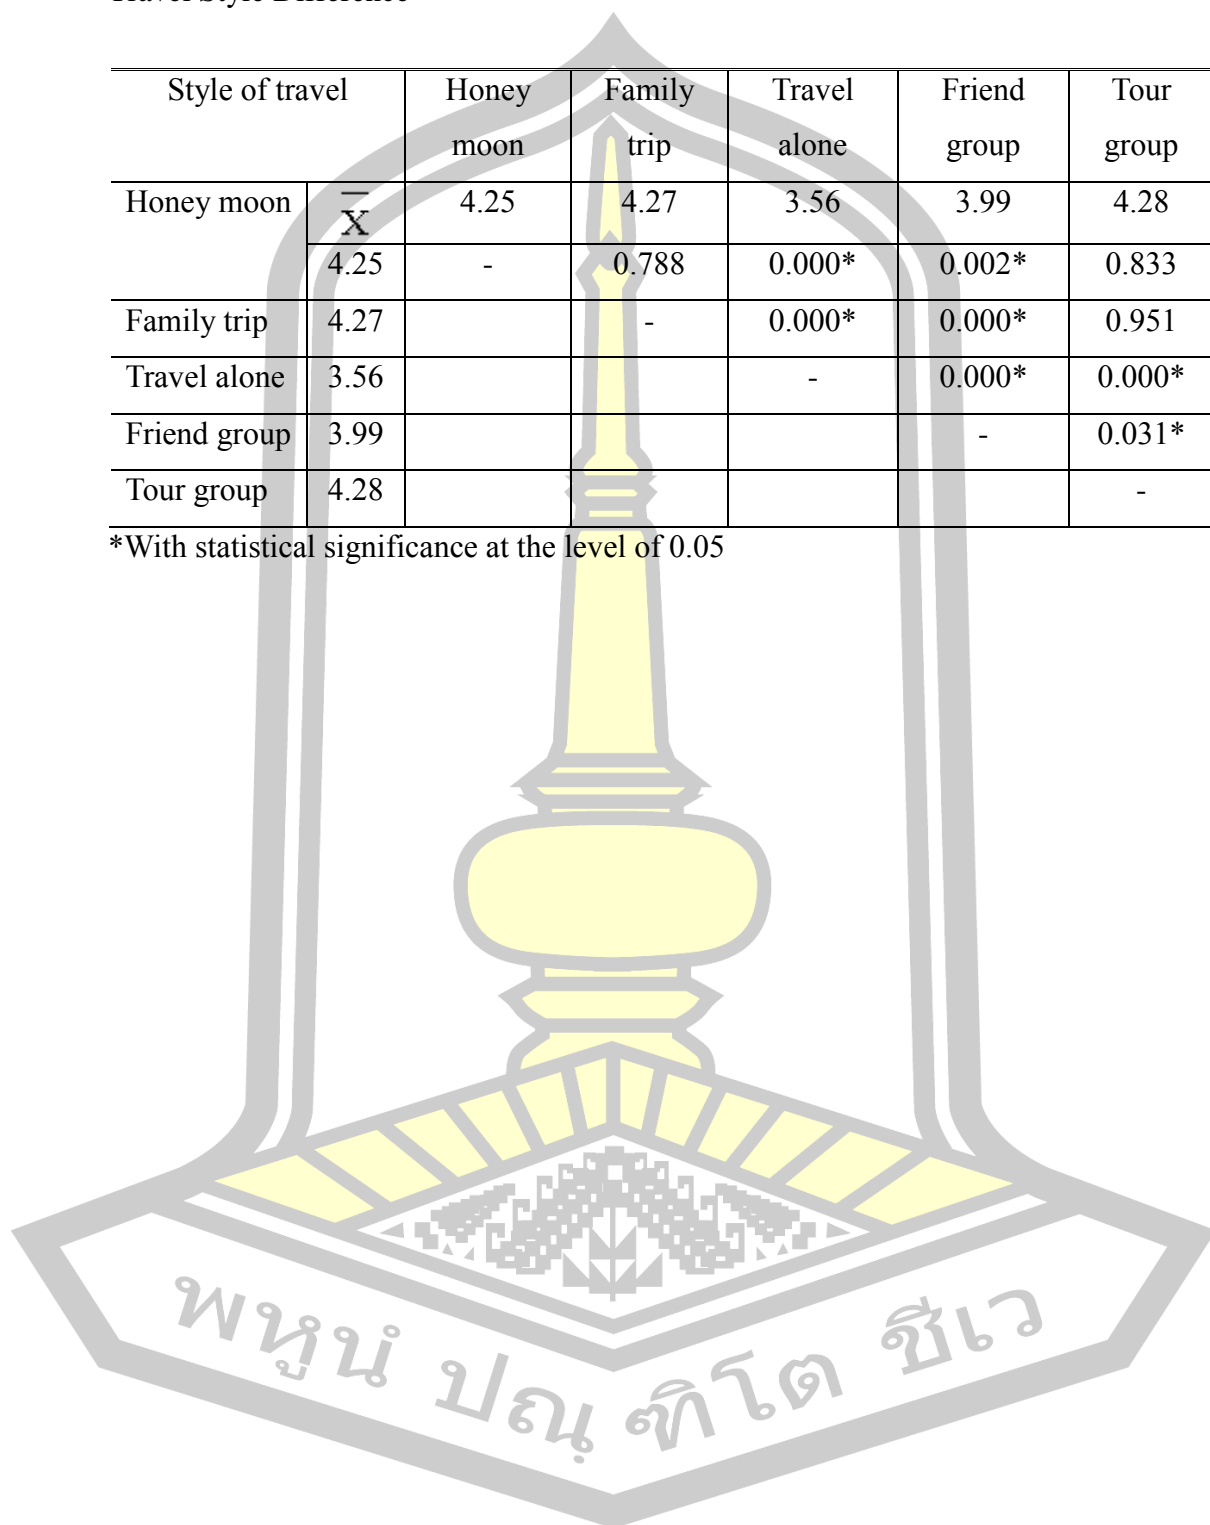 Travel Style Difference
Style of travel Honey moon Family trip Travel alone Friend group Tour group
Honey moon X̄ 4.25 4.27 3.56 3.99 4.28
4.25 - 0.788 0.000* 0.002* 0.833
Family trip 4.27 - 0.000* 0.000* 0.951
Travel alone 3.56 - 0.000* 0.000*
Friend group 3.99 - 0.031*
Tour group 4.28 -
*With statistical significance at the level of 0.05
พหูนํ ปณฺฑิโต ชีเว